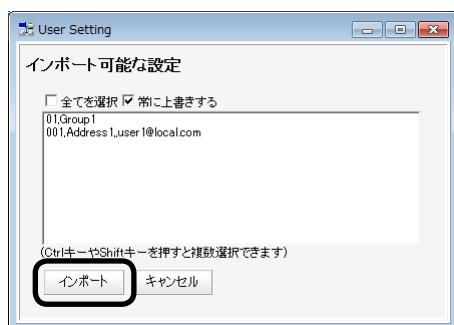 User Setting
インポート可能な設定
全てを選択 常に上書きする
01,Group1
001,Address1,,user1@local.com
(CtrlキーやShiftキーを押すと複数選択できます)
インポート キャンセル